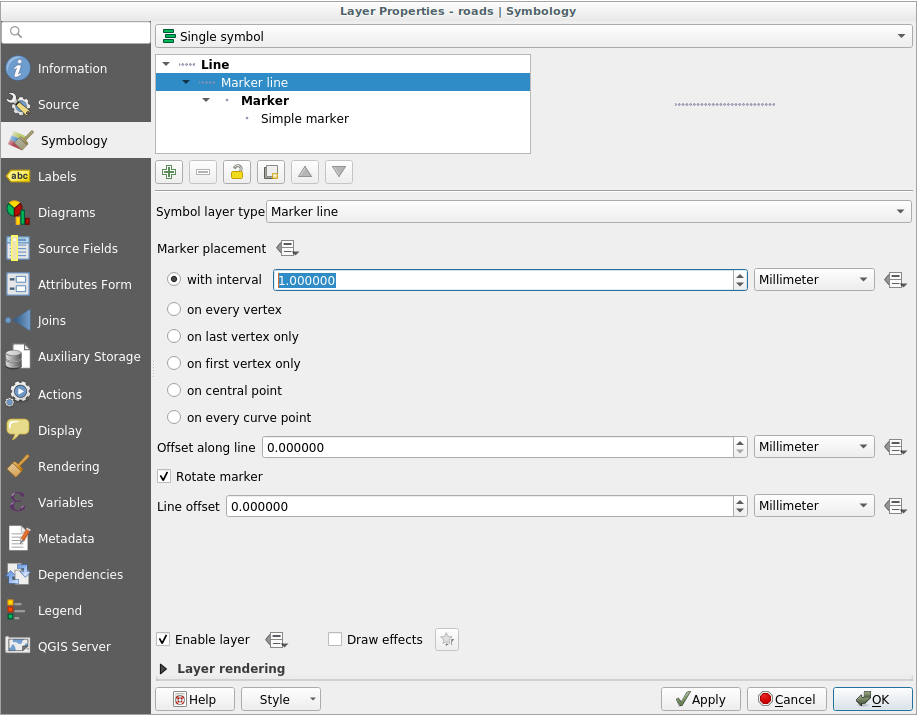 Layer Properties - roads | Symbology
Information
Source
Symbology
abc Labels
Diagrams
Source Fields
Attributes Form
Joins
Auxiliary Storage
Actions
Display
Rendering
Variables
Metadata
Dependencies
Legend
QGIS Server
Single symbol
Line
Marker line
Marker
Simple marker
Symbol layer type Marker line
Marker placement
with interval 1.000000 Millimeter
on every vertex
on last vertex only
on first vertex only
on central point
on every curve point
Offset along line 0.000000 Millimeter
Rotate marker
Line offset 0.000000 Millimeter
Enable layer Draw effects
Layer rendering
Help Style Apply Cancel OK